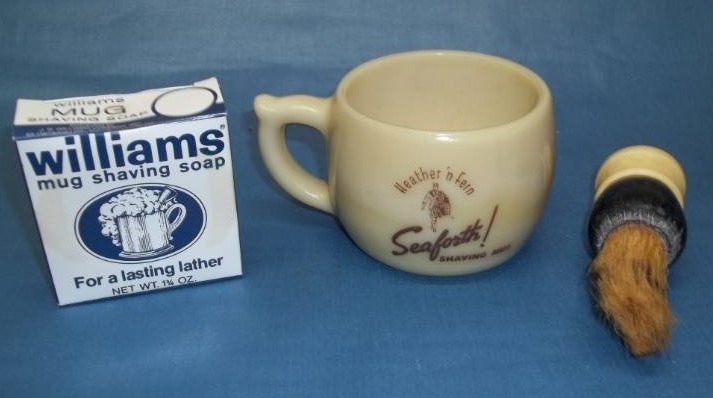 williams
MUG
SHAVING SOAP
williams®
mug shaving soap
For a lasting lather
NET WT. 1¾ OZ.
Heather 'n Fern
Seaforth!
SHAVING MUG